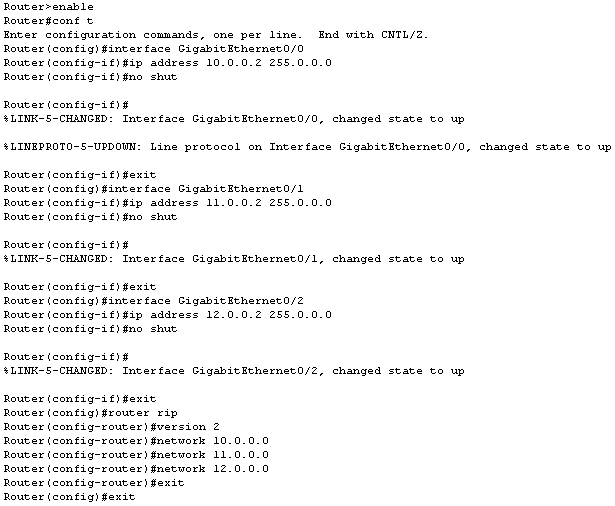 Router>enable
Router#conf t
Enter configuration commands, one per line.  End with CNTL/Z.
Router(config)#interface GigabitEthernet0/0
Router(config-if)#ip address 10.0.0.2 255.0.0.0
Router(config-if)#no shut
Router(config-if)#
%LINK-5-CHANGED: Interface GigabitEthernet0/0, changed state to up
%LINEPROTO-5-UPDOWN: Line protocol on Interface GigabitEthernet0/0, changed state to up
Router(config-if)#exit
Router(config)#interface GigabitEthernet0/1
Router(config-if)#ip address 11.0.0.2 255.0.0.0
Router(config-if)#no shut
Router(config-if)#
%LINK-5-CHANGED: Interface GigabitEthernet0/1, changed state to up
Router(config-if)#exit
Router(config)#interface GigabitEthernet0/2
Router(config-if)#ip address 12.0.0.2 255.0.0.0
Router(config-if)#no shut
Router(config-if)#
%LINK-5-CHANGED: Interface GigabitEthernet0/2, changed state to up
Router(config-if)#exit
Router(config)#router rip
Router(config-router)#version 2
Router(config-router)#network 10.0.0.0
Router(config-router)#network 11.0.0.0
Router(config-router)#network 12.0.0.0
Router(config-router)#exit
Router(config)#exit